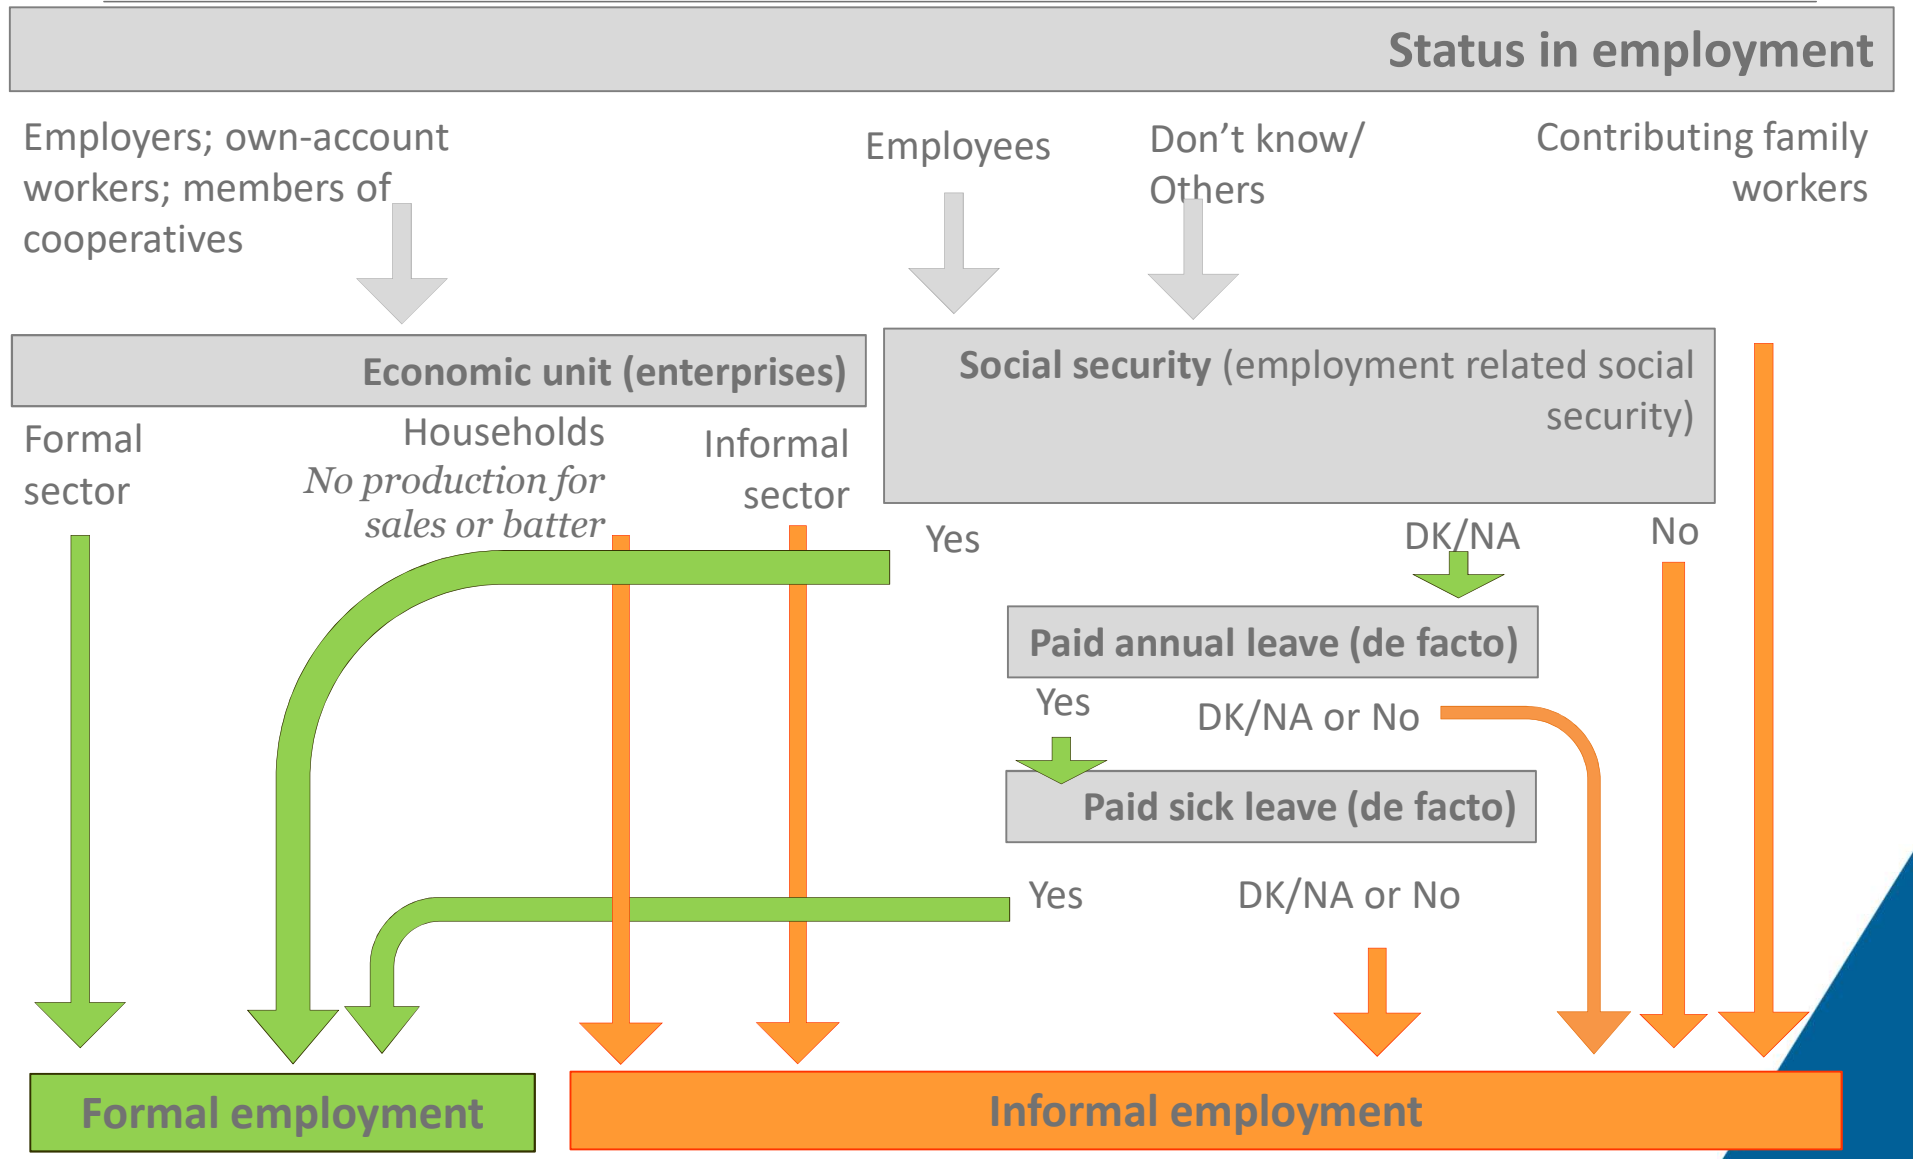 Status in employment
Employers; own-account
workers; members of
cooperatives
Employees
Don’t know/
Others
Contributing family
workers
Economic unit (enterprises)
Social security (employment related social
security)
Formal
sector
Households
No production for
sales or batter
Informal
sector
Yes
DK/NA
No
Paid annual leave (de facto)
Yes
DK/NA or No
Paid sick leave (de facto)
Yes
DK/NA or No
Formal employment
Informal employment